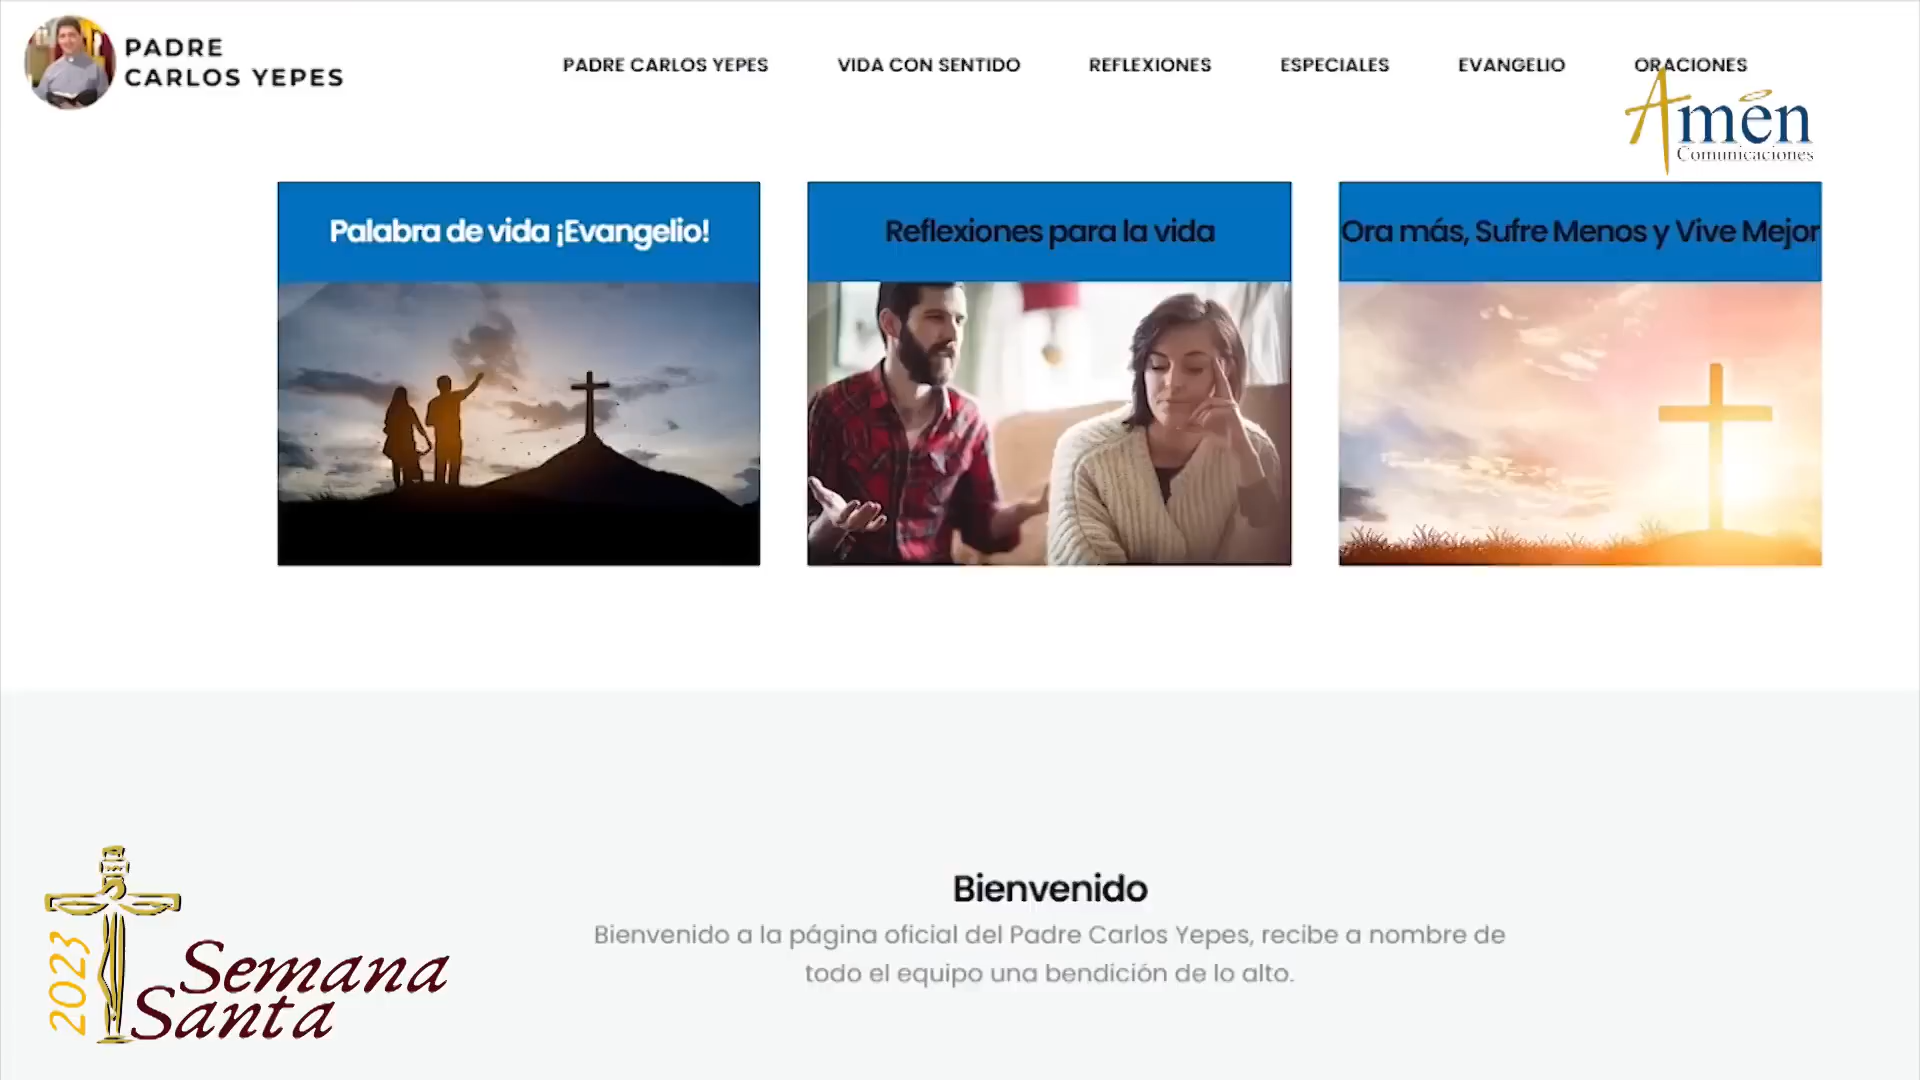 PADRE
CARLOS YEPES
PADRE CARLOS YEPES
VIDA CON SENTIDO
REFLEXIONES
ESPECIALES
EVANGELIO
ORACIONES
Amén
Comunicaciones
Palabra de vida ¡Evangelio!
Reflexiones para la vida
Ora más, Sufre Menos y Vive Mejor
Bienvenido
Bienvenido a la página oficial del Padre Carlos Yepes, recibe a nombre de
todo el equipo una bendición de lo alto.
2023
Semana
Santa